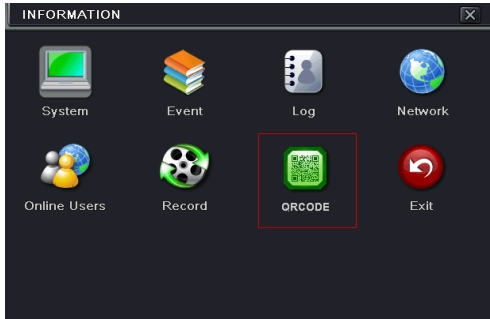 INFORMATION
System Event Log Network
Online Users Record QRCODE Exit